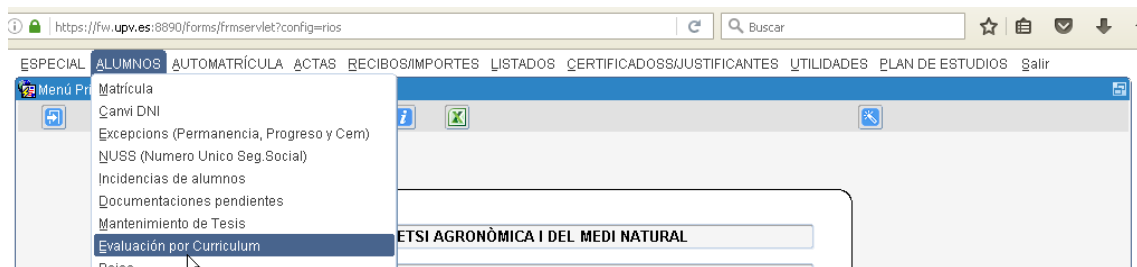 https://fw.upv.es:8890/forms/frmservlet?config=rios
Buscar
ESPECIAL ALUMNOS AUTOMATRÍCULA ACTAS RECIBOS/IMPORTES LISTADOS CERTIFICADOSS/JUSTIFICANTES UTILIDADES PLAN DE ESTUDIOS Salir
Menú Pri
Matrícula
Canvi DNI
Excepcions (Permanencia, Progreso y Cem)
NUSS (Numero Unico Seg.Social)
Incidencias de alumnos
Documentaciones pendientes
Mantenimiento de Tesis
ETSI AGRONÒMICA I DEL MEDI NATURAL
Evaluación por Curriculum